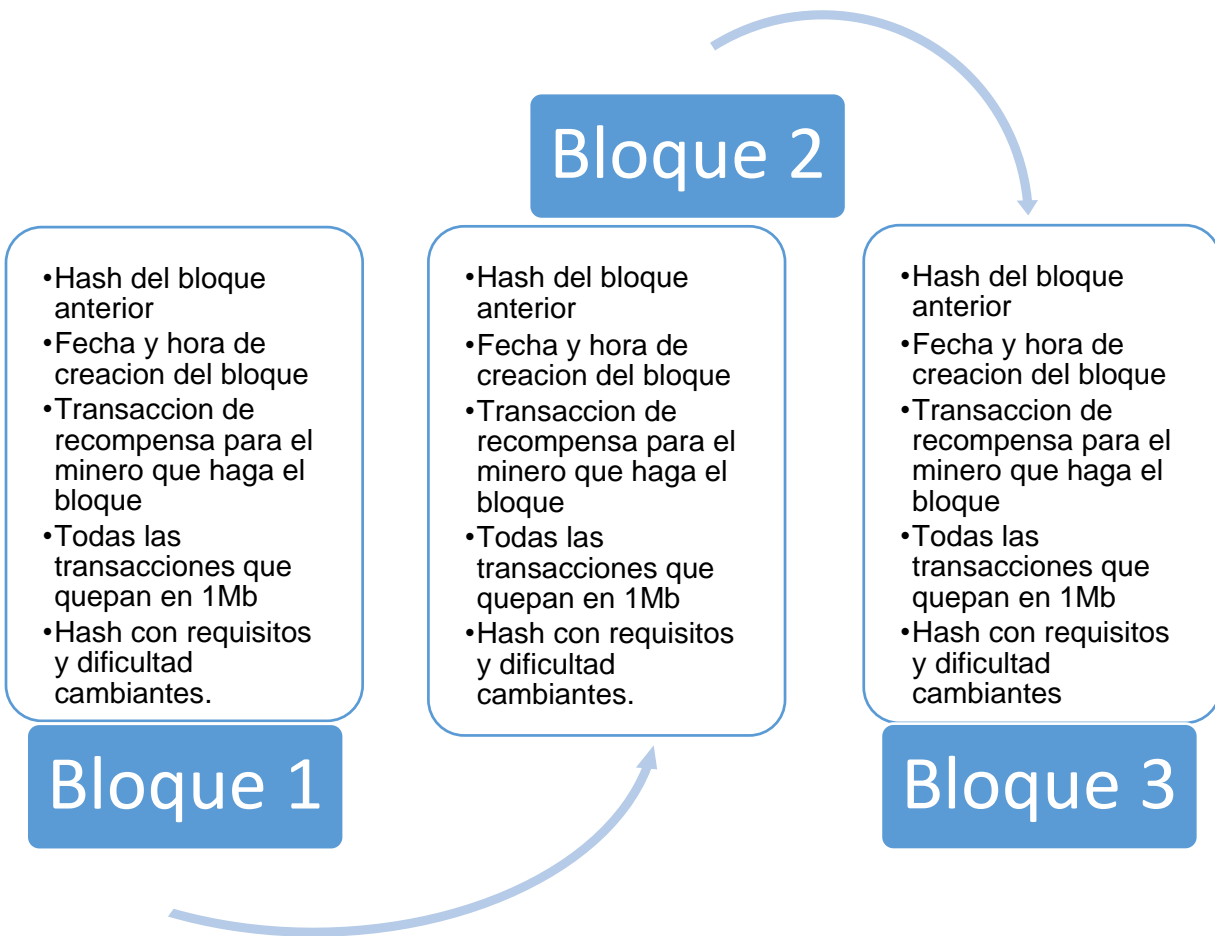 •Hash del bloque
anterior
•Fecha y hora de
creacion del bloque
•Transaccion de
recompensa para el
minero que haga el
bloque
•Todas las
transacciones que
quepan en 1Mb
•Hash con requisitos
y dificultad
cambiantes.
Bloque 1
Bloque 2
•Hash del bloque
anterior
•Fecha y hora de
creacion del bloque
•Transaccion de
recompensa para el
minero que haga el
bloque
•Todas las
transacciones que
quepan en 1Mb
•Hash con requisitos
y dificultad
cambiantes.
•Hash del bloque
anterior
•Fecha y hora de
creacion del bloque
•Transaccion de
recompensa para el
minero que haga el
bloque
•Todas las
transacciones que
quepan en 1Mb
•Hash con requisitos
y dificultad
cambiantes
Bloque 3